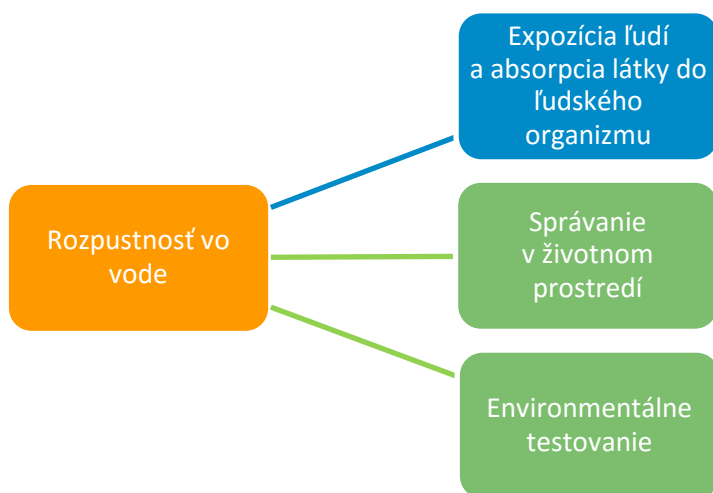 Expozícia ľudí
a absorpcia látky do
ľudského
organizmu
Rozpustnosť vo
vode
Správanie
v životnom
prostredí
Environmentálne
testovanie